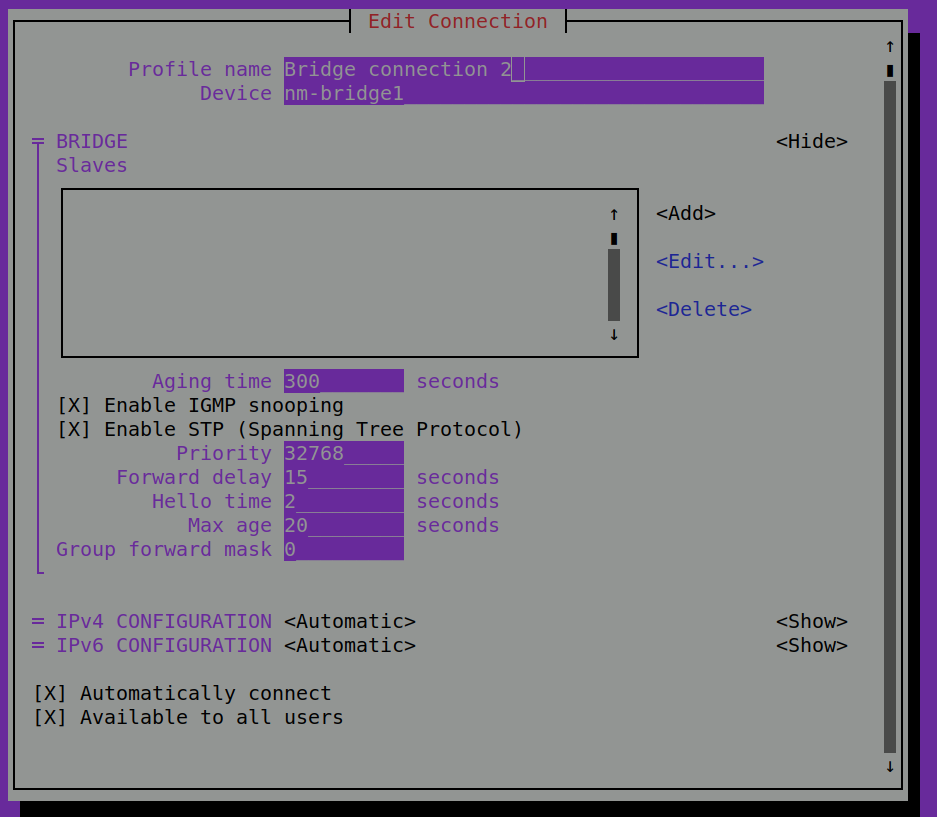 Edit Connection
Profile name Bridge connection 2
Device nm-bridge1
BRIDGE <Hide>
Slaves
<Add>
<Edit...>
<Delete>
Aging time 300 seconds
[X] Enable IGMP snooping
[X] Enable STP (Spanning Tree Protocol)
Priority 32768
Forward delay 15 seconds
Hello time 2 seconds
Max age 20 seconds
Group forward mask 0
IPv4 CONFIGURATION <Automatic> <Show>
IPv6 CONFIGURATION <Automatic> <Show>
[X] Automatically connect
[X] Available to all users